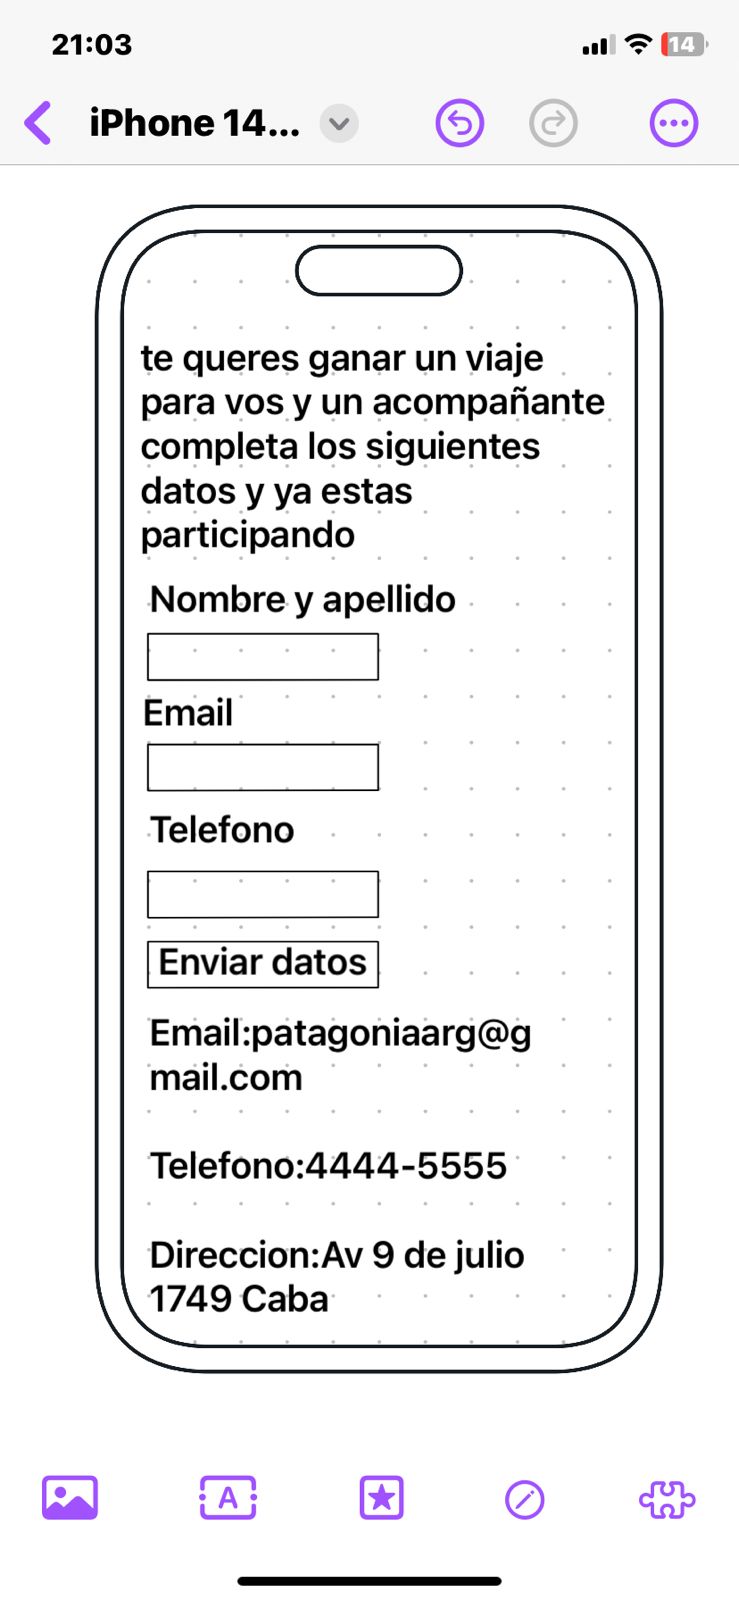 21:03
14
iPhone 14...
te queres ganar un viaje
para vos y un acompañante
completa los siguientes
datos y ya estas
participando
Nombre y apellido
Email
Telefono
Enviar datos
Email:patagoniaarg@g
mail.com
Telefono:4444-5555
Direccion:Av 9 de julio
1749 Caba
A